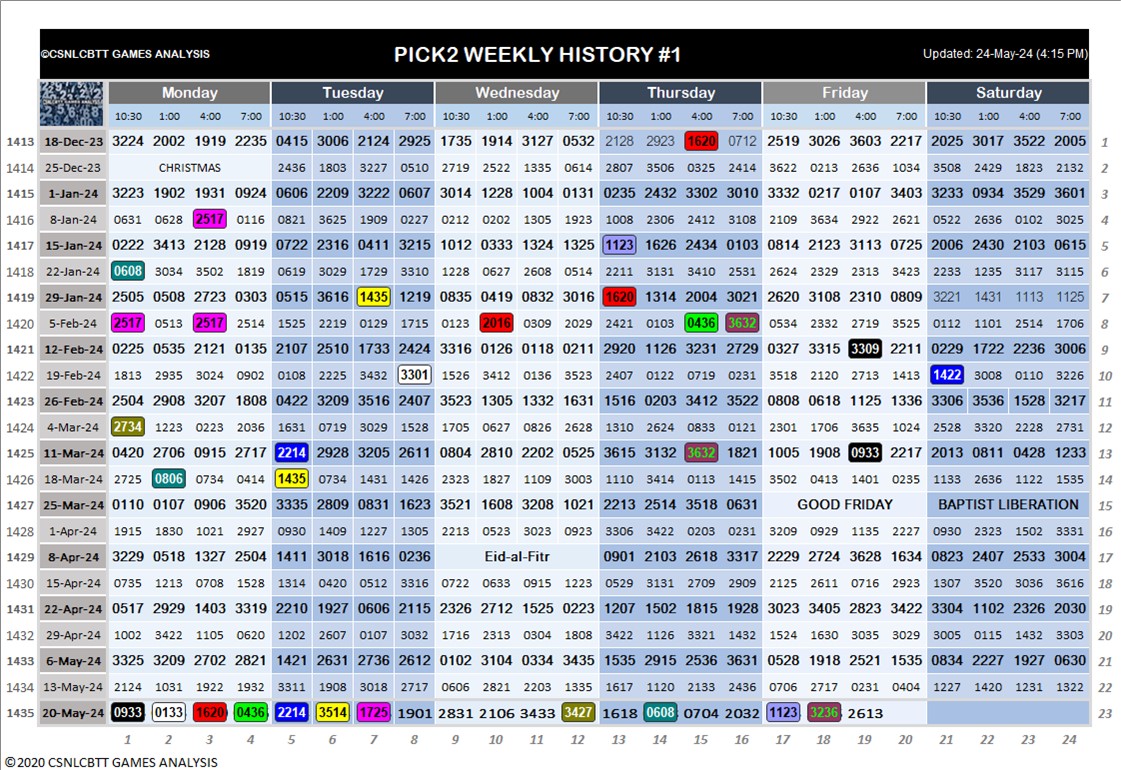 ©CSNLCBTT GAMES ANALYSIS PICK2 WEEKLY HISTORY #1 Updated: 24-May-24 (4:15 PM)
Monday Tuesday Wednesday Thursday Friday Saturday
10:30 1:00 4:00 7:00 10:30 1:00 4:00 7:00 10:30 1:00 4:00 7:00 10:30 1:00 4:00 7:00 10:30 1:00 4:00 7:00 10:30 1:00 4:00 7:00
1413 18-Dec-23 3224 2002 1919 2235 0415 3006 2124 2925 1735 1914 3127 0532 2128 2923 1620 0712 2519 3026 3603 2217 2025 3017 3522 2005 1
1414 25-Dec-23 CHRISTMAS 2436 1803 3227 0510 2719 2522 1335 0614 2807 3506 0325 2414 3622 0213 2636 1034 3508 2429 1823 2132 2
1415 1-Jan-24 3223 1902 1931 0924 0606 2209 3222 0607 3014 1228 1004 0131 0235 2432 3302 3010 3332 0217 0107 3403 3233 0934 3529 3601 3
1416 8-Jan-24 0631 0628 2517 0116 0821 3625 1909 0227 0212 0202 1305 1923 1008 2306 2412 3108 2109 3634 2922 0221 0522 2636 0102 3025 4
1417 15-Jan-24 0222 3413 2128 0919 0722 2316 0411 3215 1012 0333 1324 1325 1123 1626 2434 0103 0814 2123 3113 0725 2006 2430 2103 0615 5
1418 22-Jan-24 0608 3034 3502 1819 0619 3029 1729 3310 1228 0627 2608 0514 2211 3131 3410 2531 2624 2329 2313 3423 2233 1235 3117 3115 6
1419 29-Jan-24 2505 0508 2723 0303 0515 3616 1435 1219 0835 0419 0832 3016 1620 1314 2004 3021 2620 3108 2310 0809 3221 1431 1113 1125 7
1420 5-Feb-24 2517 0513 2517 2514 1525 2219 0129 1715 0123 2016 0309 2029 2421 0103 0436 3632 0534 2332 2719 3525 0112 1101 2514 1706 8
1421 12-Feb-24 0225 0535 2121 0135 2107 2510 1733 2424 3316 0126 0118 0211 2920 1126 3231 2729 0327 3315 3309 2211 0229 1722 2236 3006 9
1422 19-Feb-24 1813 2935 3024 0902 0108 2225 3432 3301 1526 3412 0136 3523 2407 0122 0719 0231 3518 2120 2713 1413 1422 3008 0110 3226 10
1423 26-Feb-24 2504 2908 3207 1808 0422 3209 3516 2407 3523 1305 1332 1631 1516 0203 3412 3522 0808 0618 1125 1336 3306 3536 1528 3217 11
1424 4-Mar-24 2734 1223 0223 2036 1631 0719 3029 1528 1705 0627 0826 2628 1310 2624 0833 0121 2301 1706 3635 1024 2528 3320 2228 2731 12
1425 11-Mar-24 0420 2706 0915 2717 2214 2928 3205 2611 0804 2810 2202 0525 3615 3132 3632 1821 1005 1908 0933 2217 2013 0811 0428 1233 13
1426 18-Mar-24 2725 0806 0734 0414 1435 0734 1431 1426 2323 1827 1109 3003 1110 3414 0113 1415 3502 0413 1401 0235 1133 2636 1122 1535 14
1427 25-Mar-24 0110 0107 0906 3520 3335 2809 0831 1623 3521 1608 3208 1021 2213 2514 3518 0631 GOOD FRIDAY BAPTIST LIBERATION 15
1428 1-Apr-24 1915 1830 1021 2927 0930 1409 1227 1305 2213 0523 3023 0923 3306 3422 0203 0231 3209 0929 1135 2227 0930 2323 1502 3331 16
1429 8-Apr-24 3229 0518 1327 2504 1411 3018 1616 0236 Eid-al-Fitr 0901 2103 2618 3317 2229 2724 3628 1634 0823 2407 2533 3004 17
1430 15-Apr-24 0735 1213 0708 1528 1314 0420 0512 3316 0722 0633 0915 1223 0529 3131 2709 2909 2125 2611 0716 2923 1307 3520 3036 3616 18
1431 22-Apr-24 0517 2929 1403 3319 2210 1927 0606 2115 2326 2712 1525 0223 1207 1502 1815 1928 3023 3405 2823 3422 3304 1102 2326 2030 19
1432 29-Apr-24 1002 3422 1105 0620 1202 2607 0107 3032 1716 2313 0304 1808 3422 1126 3321 1432 1524 1630 3035 3029 3005 0115 1432 3303 20
1433 6-May-24 3325 3209 2702 2821 1421 2631 2736 2612 0102 3104 0334 3435 1535 2915 2536 3631 0528 1918 2521 1535 0834 2227 1927 0630 21
1434 13-May-24 2124 1031 1922 1932 3311 1908 3018 2717 0606 2821 2203 1335 1617 1120 2133 2436 0706 2717 0231 0404 1227 1420 1231 1322 22
1435 20-May-24 0933 0133 1620 0436 2214 3514 1725 1901 2831 2106 3433 3427 1618 0608 0704 2032 1123 3236 2613 23
1 2 3 4 5 6 7 8 9 10 11 12 13 14 15 16 17 18 19 20 21 22 23 24
©2020 CSNLCBTT GAMES ANALYSIS